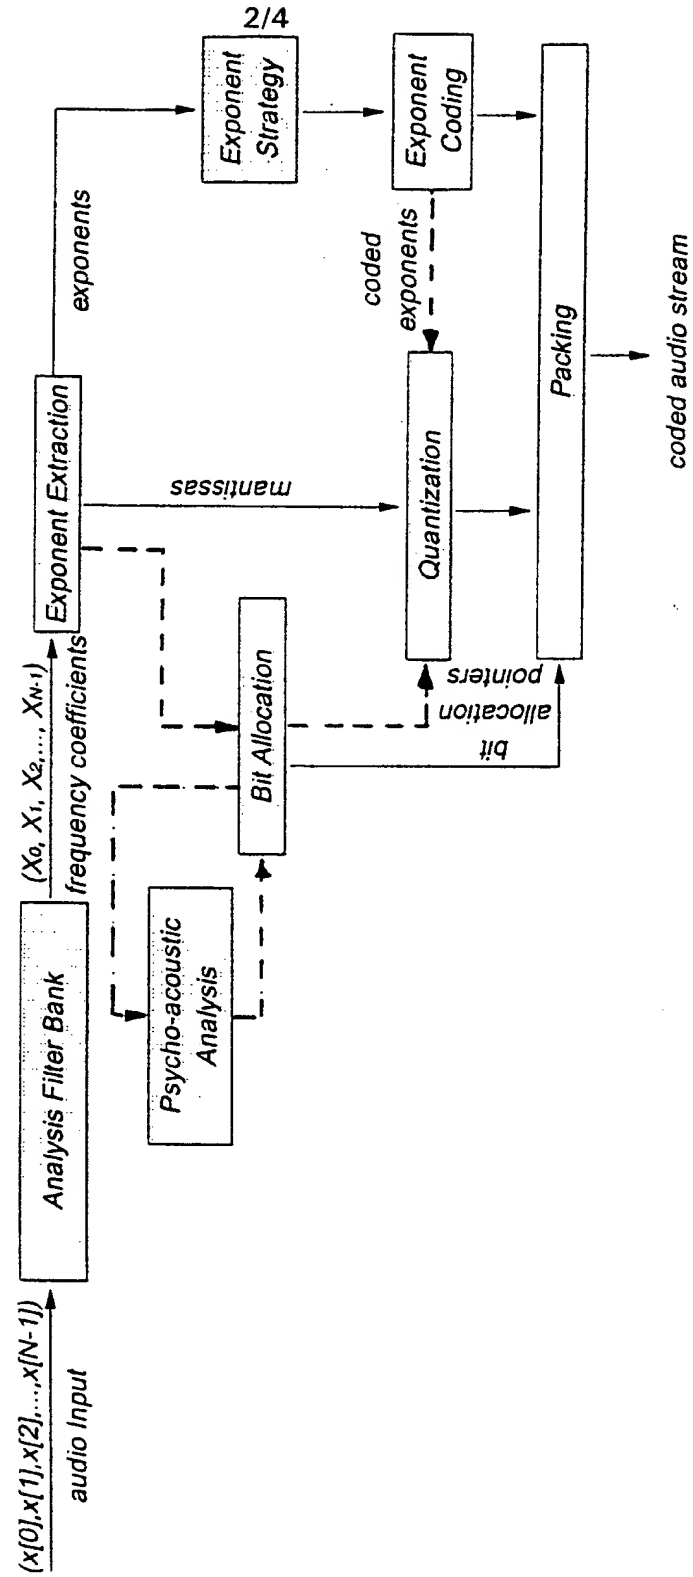 2/4
(x[0],x[1],x[2],...,x[N-1])
audio Input
Analysis Filter Bank
(X0, X1, X2,..., XN-1)
frequency coefficients
Exponent Extraction
exponents
Exponent
Strategy
Exponent
Coding
coded
exponents
mantissas
Psycho-acoustic
Analysis
Bit Allocation
bit
allocation
pointers
Quantization
Packing
coded audio stream